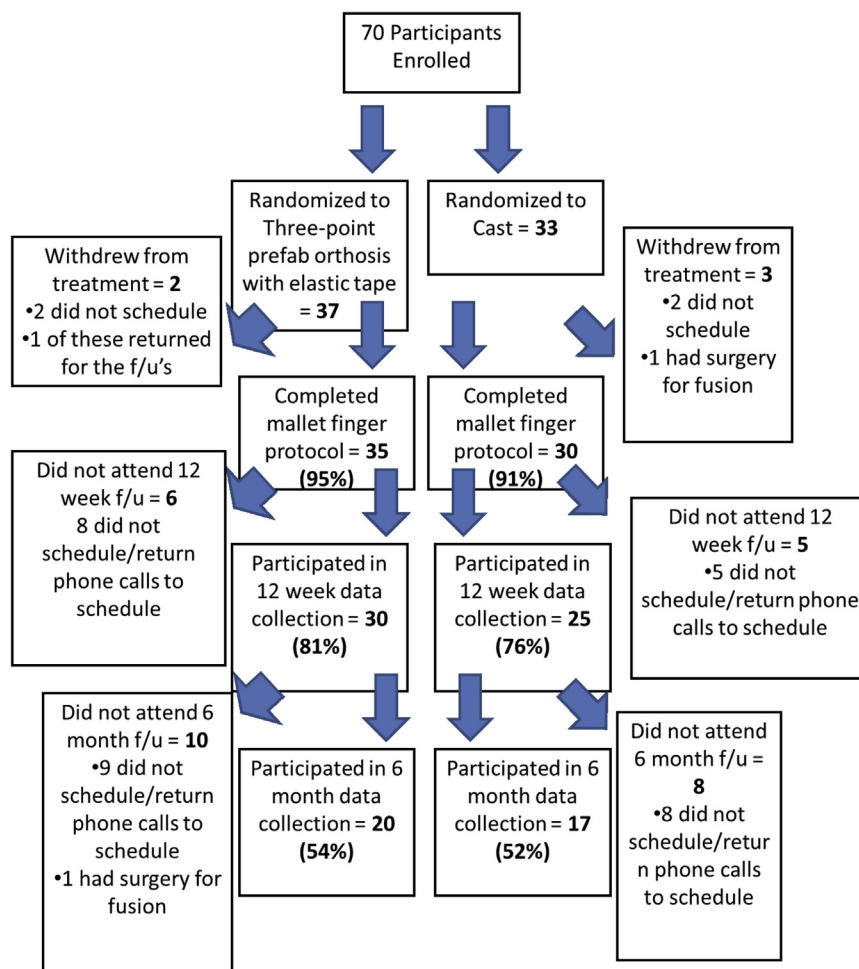 70 Participants
Enrolled
Randomized to
Three-point
prefab orthosis
with elastic tape
= 37
Randomized to
Cast = 33
Withdrew from
treatment = 2
•2 did not schedule
•1 of these returned
for the f/u's
Withdrew from
treatment = 3
•2 did not
schedule
•1 had surgery
for fusion
Completed
mallet finger
protocol = 35
(95%)
Completed
mallet finger
protocol = 30
(91%)
Did not attend 12
week f/u = 6
8 did not
schedule/return
phone calls to
schedule
Did not attend 12
week f/u = 5
•5 did not
schedule/return phone
calls to schedule
Participated in
12 week data
collection = 30
(81%)
Participated in
12 week data
collection = 25
(76%)
Did not attend 6
month f/u = 10
•9 did not
schedule/return
phone calls to
schedule
•1 had surgery for
fusion
Did not attend
6 month f/u =
8
•8 did not
schedule/retur
n phone calls
to schedule
Participated in 6
month data
collection = 20
(54%)
Participated in 6
month data
collection = 17
(52%)